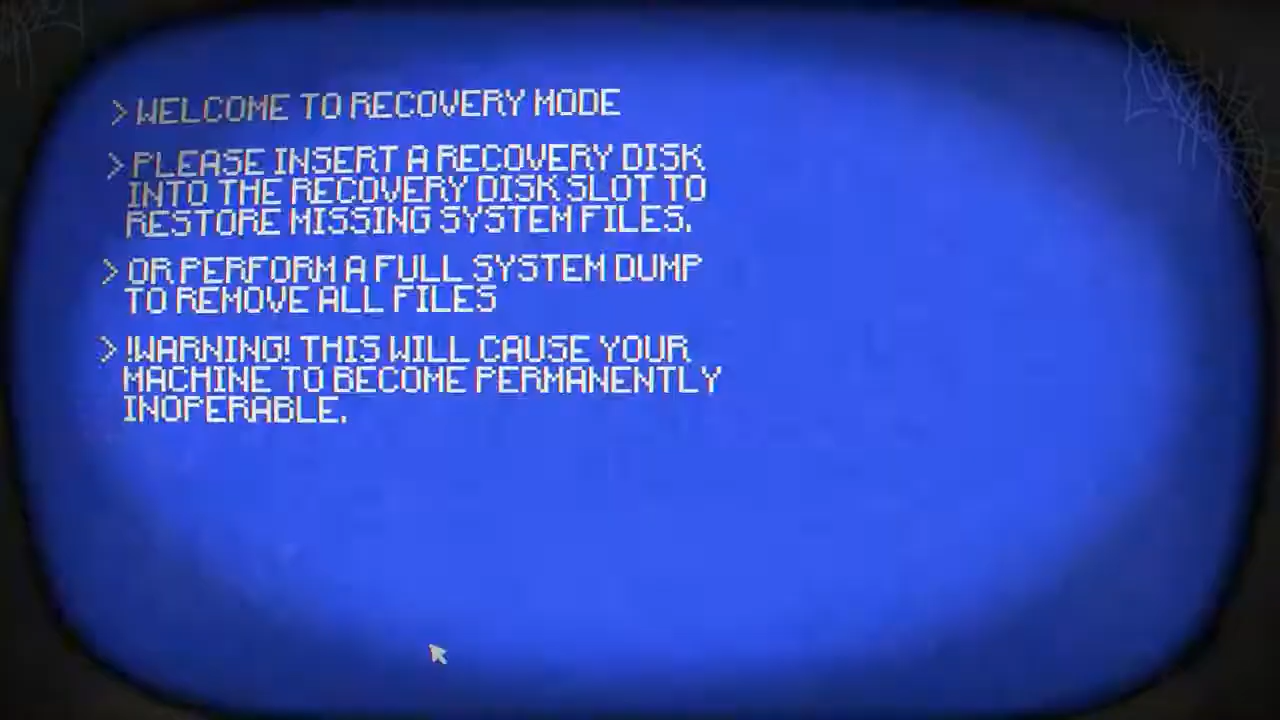 > WELCOME TO RECOVERY MODE
> PLEASE INSERT A RECOVERY DISK
INTO THE RECOVERY DISK SLOT TO
RESTORE MISSING SYSTEM FILES.
> OR PERFORM A FULL SYSTEM DUMP
TO REMOVE ALL FILES
> !WARNING! THIS WILL CAUSE YOUR
MACHINE TO BECOME PERMANENTLY
INOPERABLE.